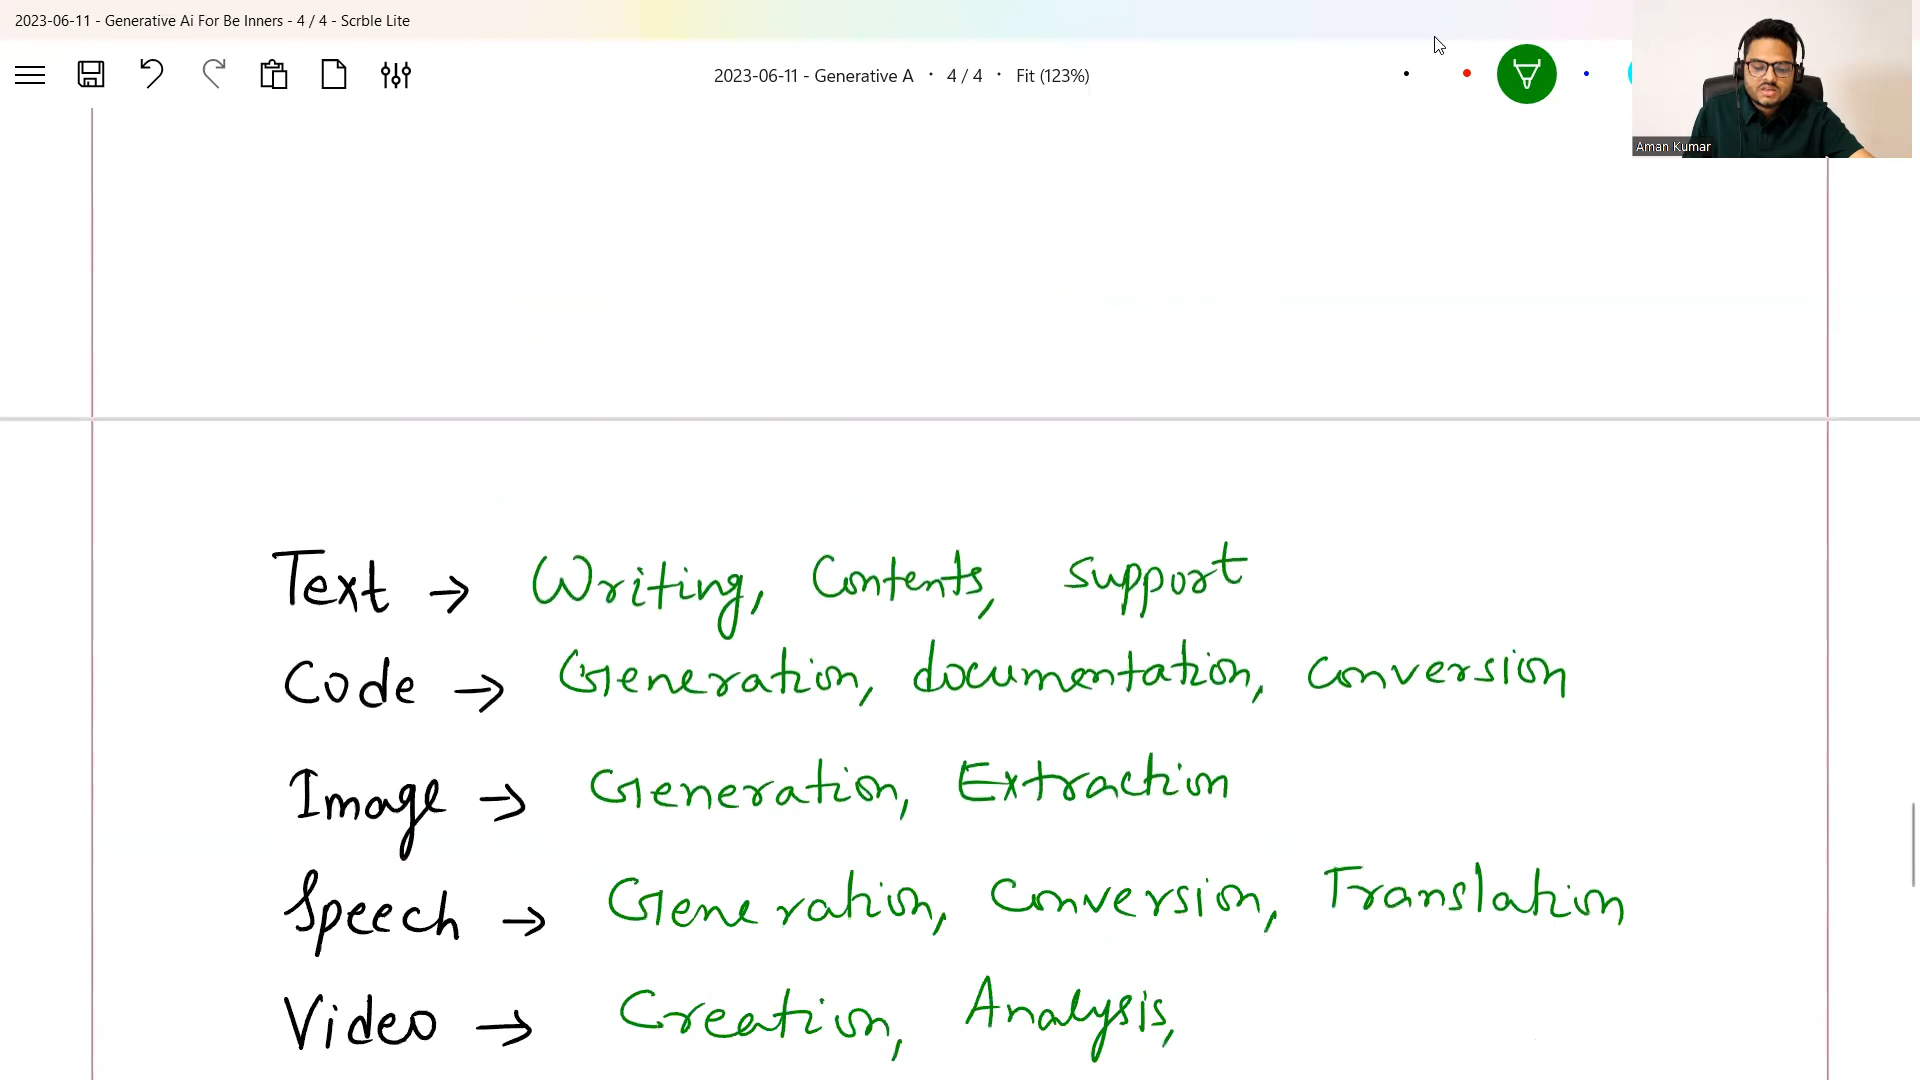 2023-06-11 - Generative Ai For Be Inners - 4 / 4 - Scrble Lite
2023-06-11 - Generative A · 4 / 4 · Fit (123%)
Aman Kumar
Text → Writing, Contents, support
Code → Generation, documentation, conversion
Image → Generation, Extraction
Speech → Generation, Conversion, Translation
Video → Creation, Analysis,